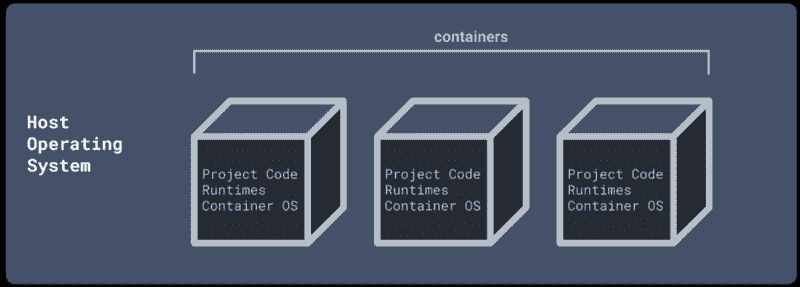 containers
Host
Operating
System
Project Code
Runtimes
Container OS
Project Code
Runtimes
Container OS
Project Code
Runtimes
Container OS